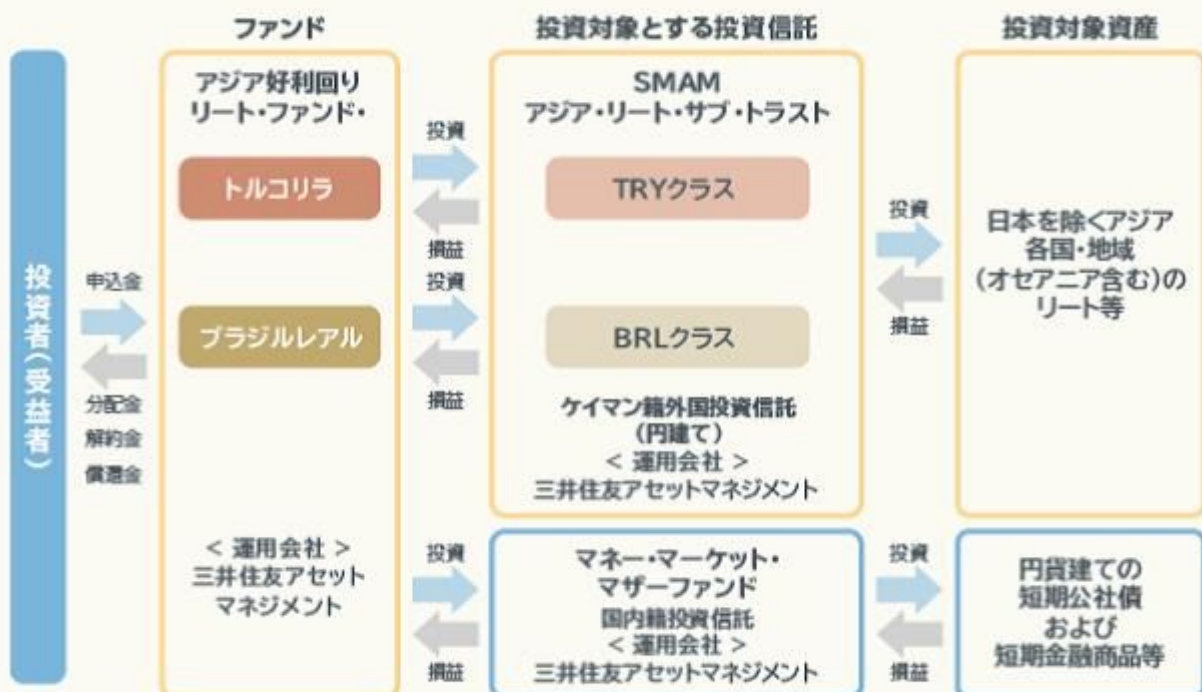 ファンド
投資対象とする投資信託
投資対象資産
投資者(受益者)
申込金
分配金
解約金
償還金
アジア好利回り
リート・ファンド・
トルコリラ
ブラジルレアル
< 運用会社 >
三井住友アセット
マネジメント
投資
損益
投資
損益
投資
損益
SMAM
アジア・リート・サブ・トラスト
TRYクラス
BRLクラス
ケイマン籍外国投資信託
(円建て)
< 運用会社 >
三井住友アセットマネジメント
マネー・マーケット・
マザーファンド
国内籍投資信託
< 運用会社 >
三井住友アセットマネジメント
投資
損益
投資
損益
日本を除くアジア
各国・地域
(オセアニア含む)の
リート等
円貨建ての
短期公社債
および
短期金融商品等